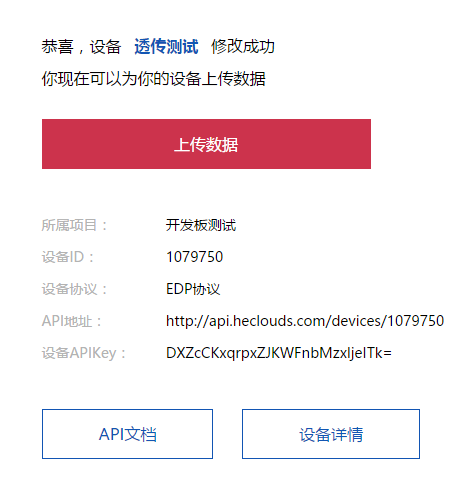 恭喜，设备 透传测试 修改成功
你现在可以为你的设备上传数据
上传数据
所属项目： 开发板测试
设备ID： 1079750
设备协议： EDP协议
API地址： http://api.heclouds.com/devices/1079750
设备APIKey： DXZcCKxqrpxZJKWFnbMzxIjeITk=
API文档 设备详情